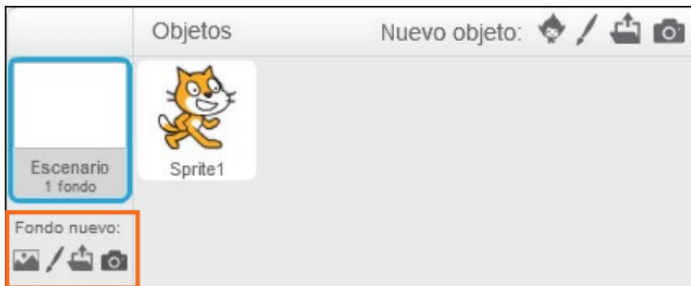 Objetos
Nuevo objeto:
Escenario
1 fondo
Sprite1
Fondo nuevo: